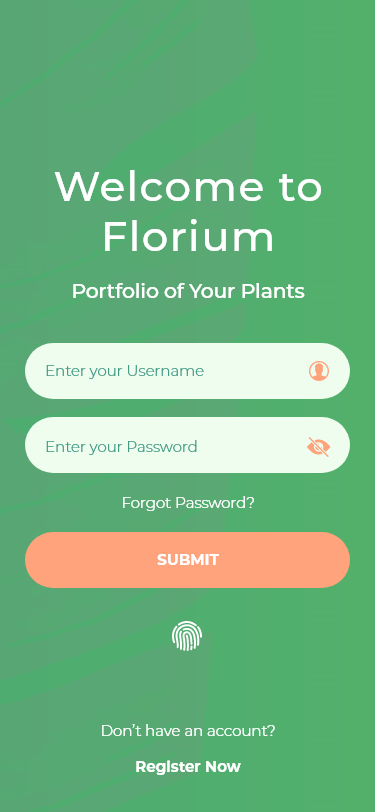 Welcome to
Florium
Portfolio of Your Plants
Enter your Username
Enter your Password
Forgot Password?
SUBMIT
Don't have an account?
Register Now